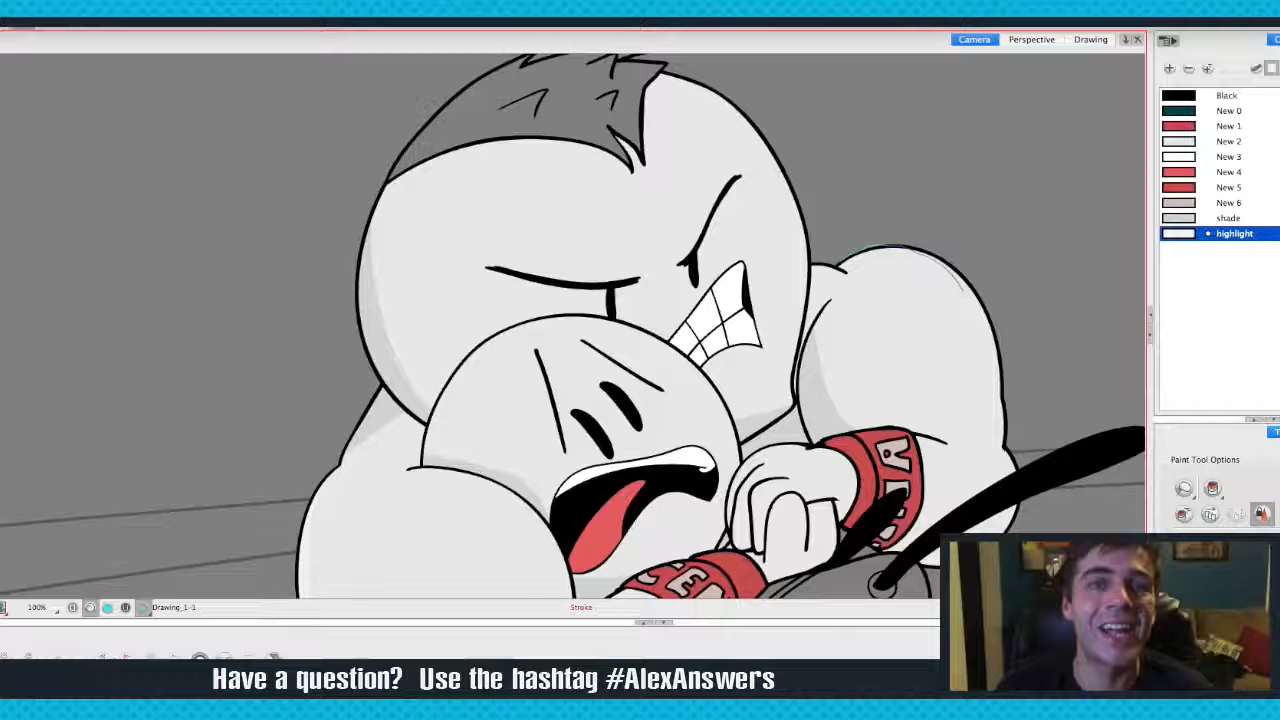 Camera Perspective Drawing
Black
New 0
New 1
New 2
New 3
New 4
New 5
New 6
shade
highlight
Paint Tool Options
100%
Drawing_1-1
Stroke
Have a question? Use the hashtag #AlexAnswers